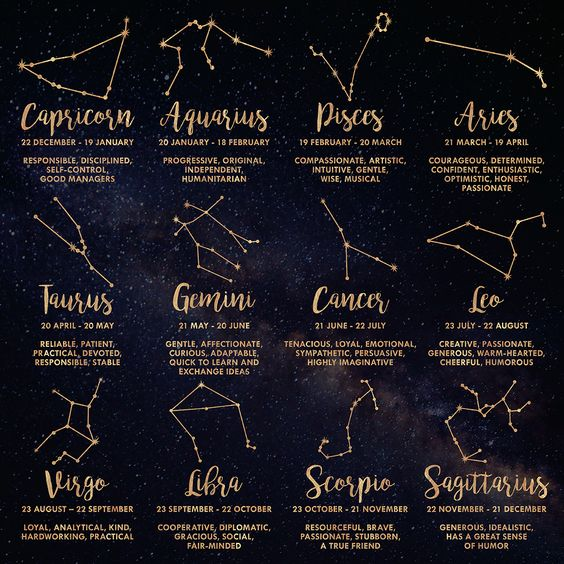 Capricorn
22 DECEMBER - 19 JANUARY
RESPONSIBLE, DISCIPLINED,
SELF-CONTROL,
GOOD MANAGERS
Aquarius
20 JANUARY - 18 FEBRUARY
PROGRESSIVE, ORIGINAL,
INDEPENDENT,
HUMANITARIAN
Pisces
19 FEBRUARY - 20 MARCH
COMPASSIONATE, ARTISTIC,
INTUITIVE, GENTLE,
WISE, MUSICAL
Aries
21 MARCH - 19 APRIL
COURAGEOUS, DETERMINED,
CONFIDENT, ENTHUSIASTIC,
OPTIMISTIC, HONEST,
PASSIONATE
Taurus
20 APRIL - 20 MAY
RELIABLE, PATIENT,
PRACTICAL, DEVOTED,
RESPONSIBLE, STABLE
Gemini
21 MAY - 20 JUNE
GENTLE, AFFECTIONATE,
CURIOUS, ADAPTABLE,
QUICK TO LEARN AND
EXCHANGE IDEAS
Cancer
21 JUNE - 22 JULY
TENACIOUS, LOYAL, EMOTIONAL,
SYMPATHETIC, PERSUASIVE,
HIGHLY IMAGINATIVE
Leo
23 JULY - 22 AUGUST
CREATIVE, PASSIONATE,
GENEROUS, WARM-HEARTED,
CHEERFUL, HUMOROUS
Virgo
23 AUGUST – 22 SEPTEMBER
LOYAL, ANALYTICAL, KIND,
HARDWORKING, PRACTICAL
Libra
23 SEPTEMBER - 22 OCTOBER
COOPERATIVE, DIPLOMATIC,
GRACIOUS, SOCIAL,
FAIR-MINDED
Scorpio
23 OCTOBER - 21 NOVEMBER
RESOURCEFUL, BRAVE,
PASSIONATE, STUBBORN,
A TRUE FRIEND
Sagittarius
22 NOVEMBER - 21 DECEMBER
GENEROUS, IDEALISTIC,
HAS A GREAT SENSE
OF HUMOR